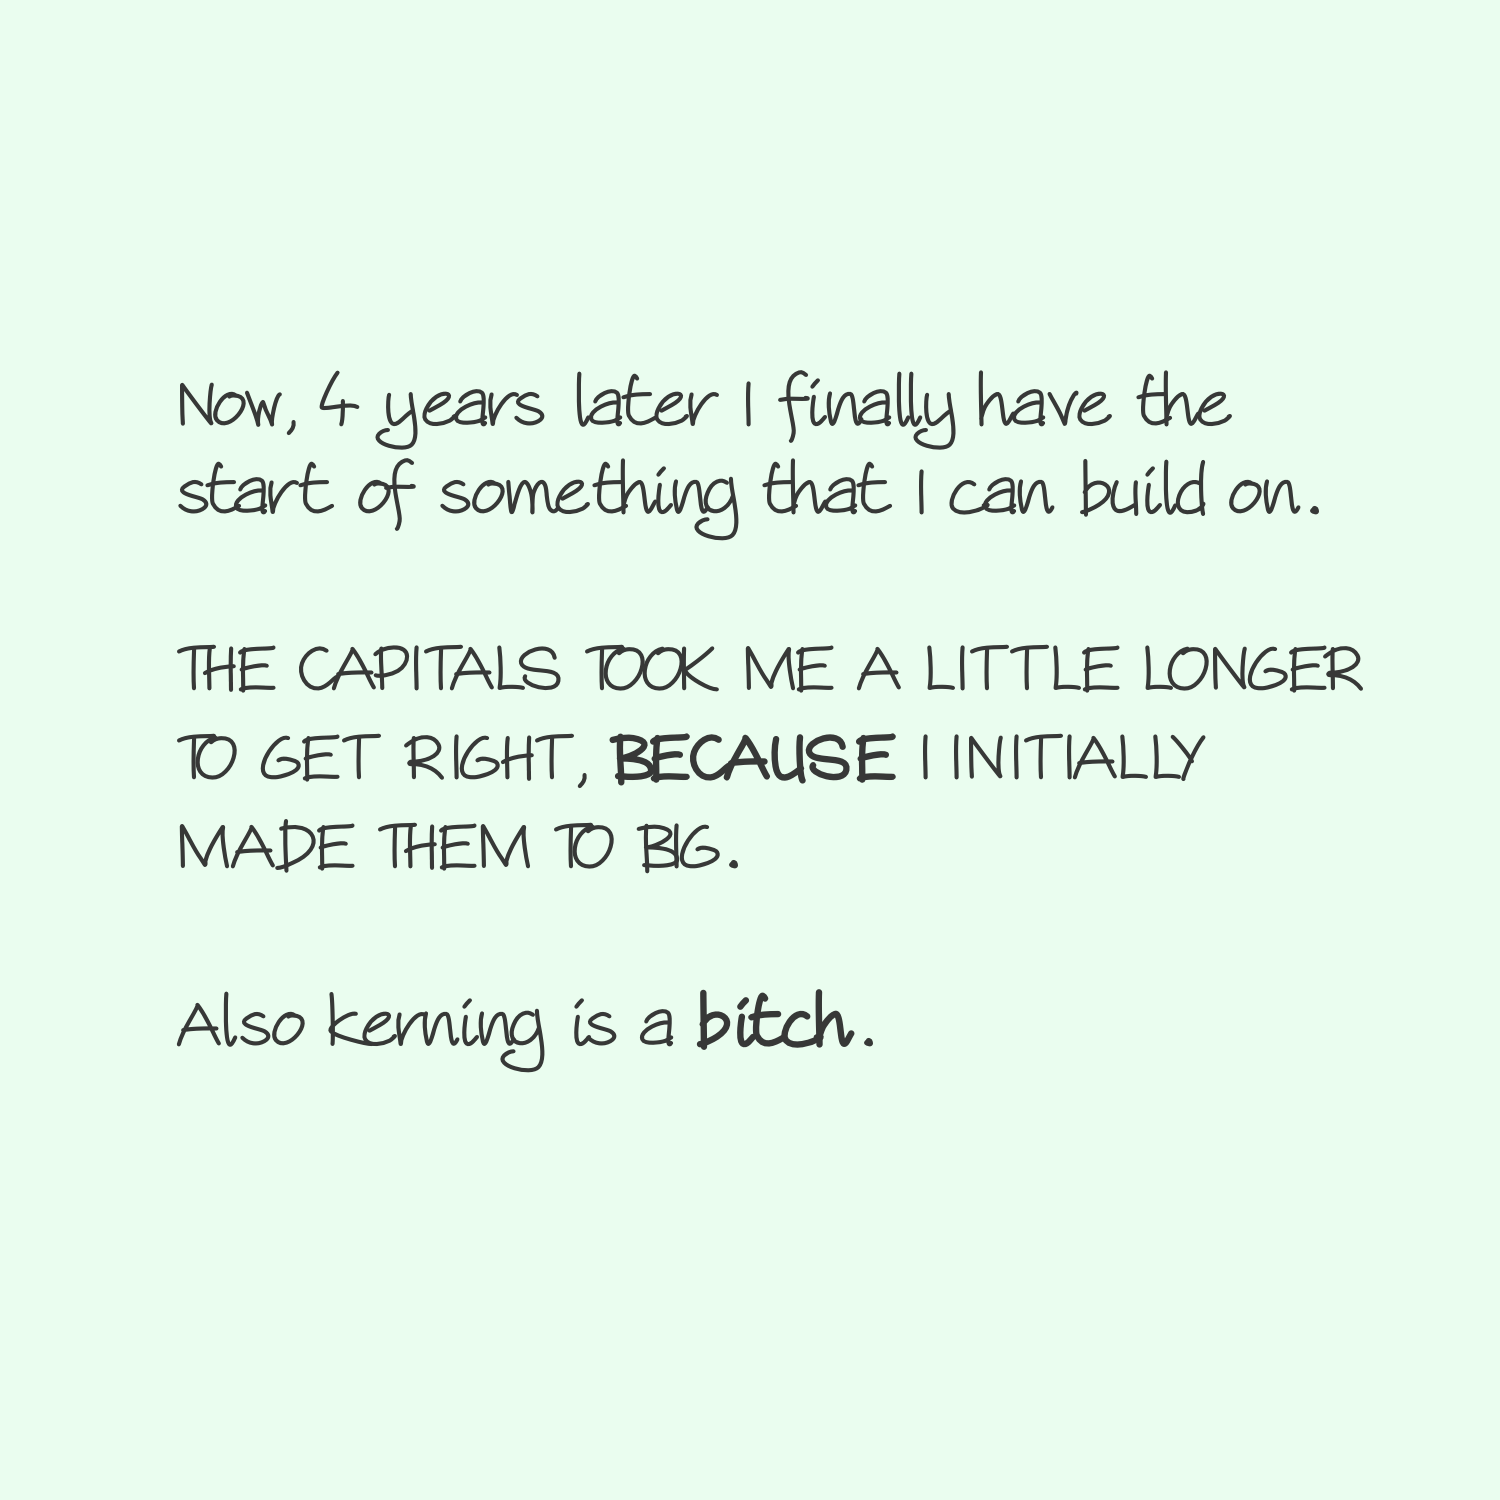 Now, 4 years later I finally have the
start of something that I can build on.
THE CAPITALS TOOK ME A LITTLE LONGER
TO GET RIGHT, BECAUSE I INITIALLY
MADE THEM TO BIG.
Also kerning is a bitch.